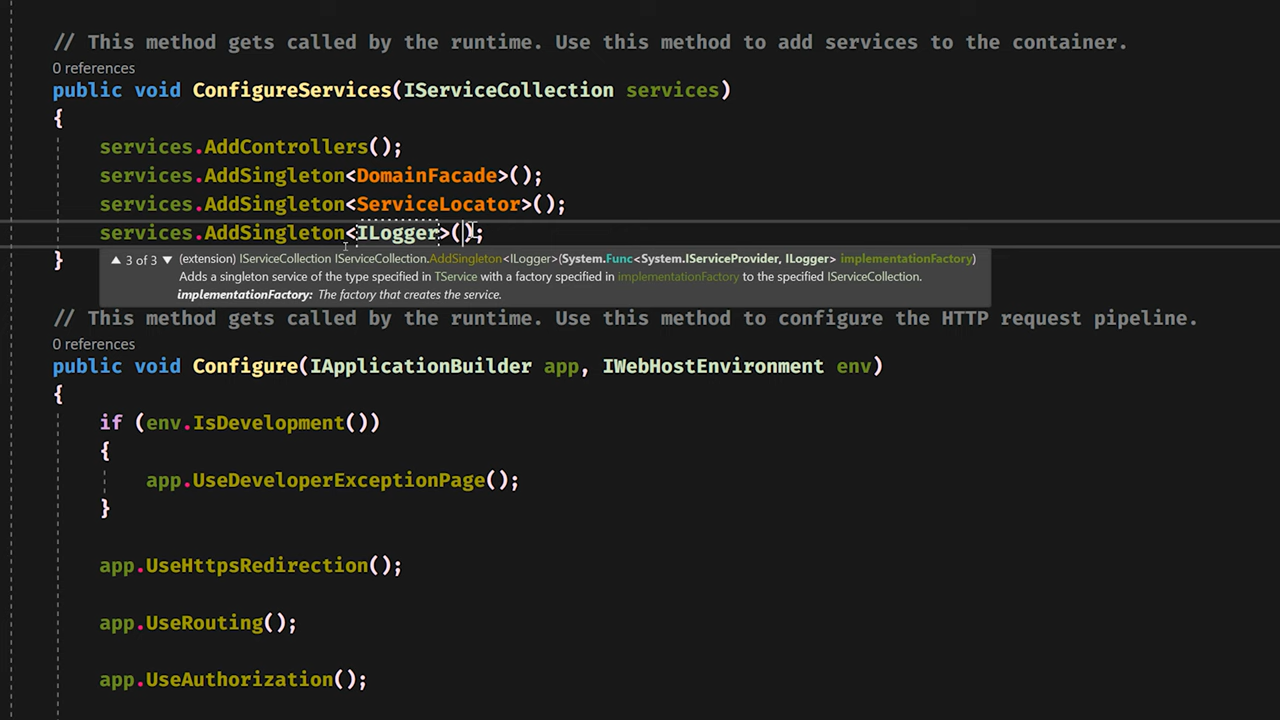 // This method gets called by the runtime. Use this method to add services to the container.
0 references
public void ConfigureServices(IServiceCollection services)
{
services.AddControllers();
services.AddSingleton<DomainFacade>();
services.AddSingleton<ServiceLocator>();
services.AddSingleton<ILogger>();
▲ 3 of 3 ▼ (extension) IServiceCollection IServiceCollection.AddSingleton<ILogger>(System.Func<System.IServiceProvider, ILogger> implementationFactory)
Adds a singleton service of the type specified in TService with a factory specified in implementationFactory to the specified IServiceCollection.
implementationFactory: The factory that creates the service.
}
// This method gets called by the runtime. Use this method to configure the HTTP request pipeline.
0 references
public void Configure(IApplicationBuilder app, IWebHostEnvironment env)
{
if (env.IsDevelopment())
{
app.UseDeveloperExceptionPage();
}
app.UseHttpsRedirection();
app.UseRouting();
app.UseAuthorization();